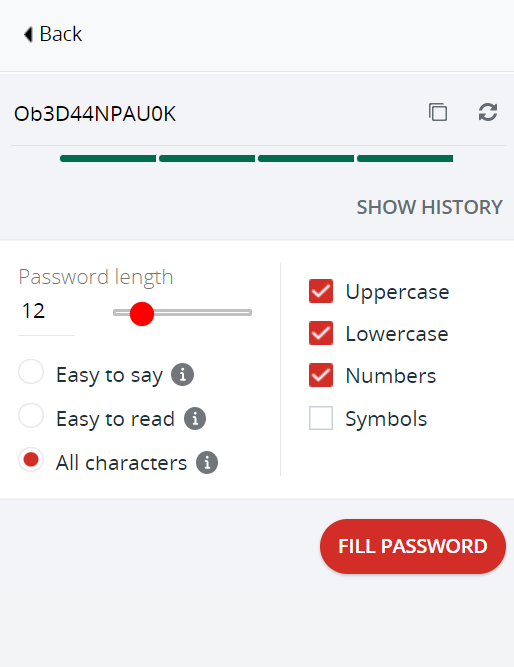 Back
Ob3D44NPAU0K
SHOW HISTORY
Password length
12
Easy to say
Easy to read
All characters
Uppercase
Lowercase
Numbers
Symbols
FILL PASSWORD